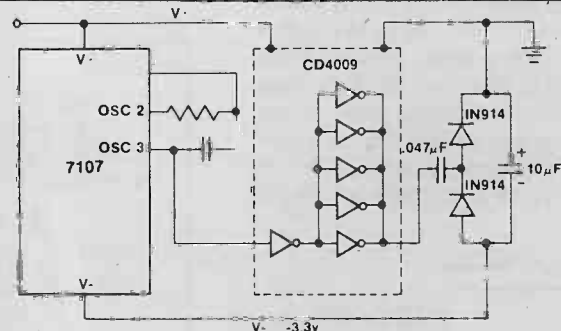 V+
V+
CD4009
OSC 2
OSC 3
7107
V-
.047μF
IN914
IN914
+
10μF
-
V- -3.3v